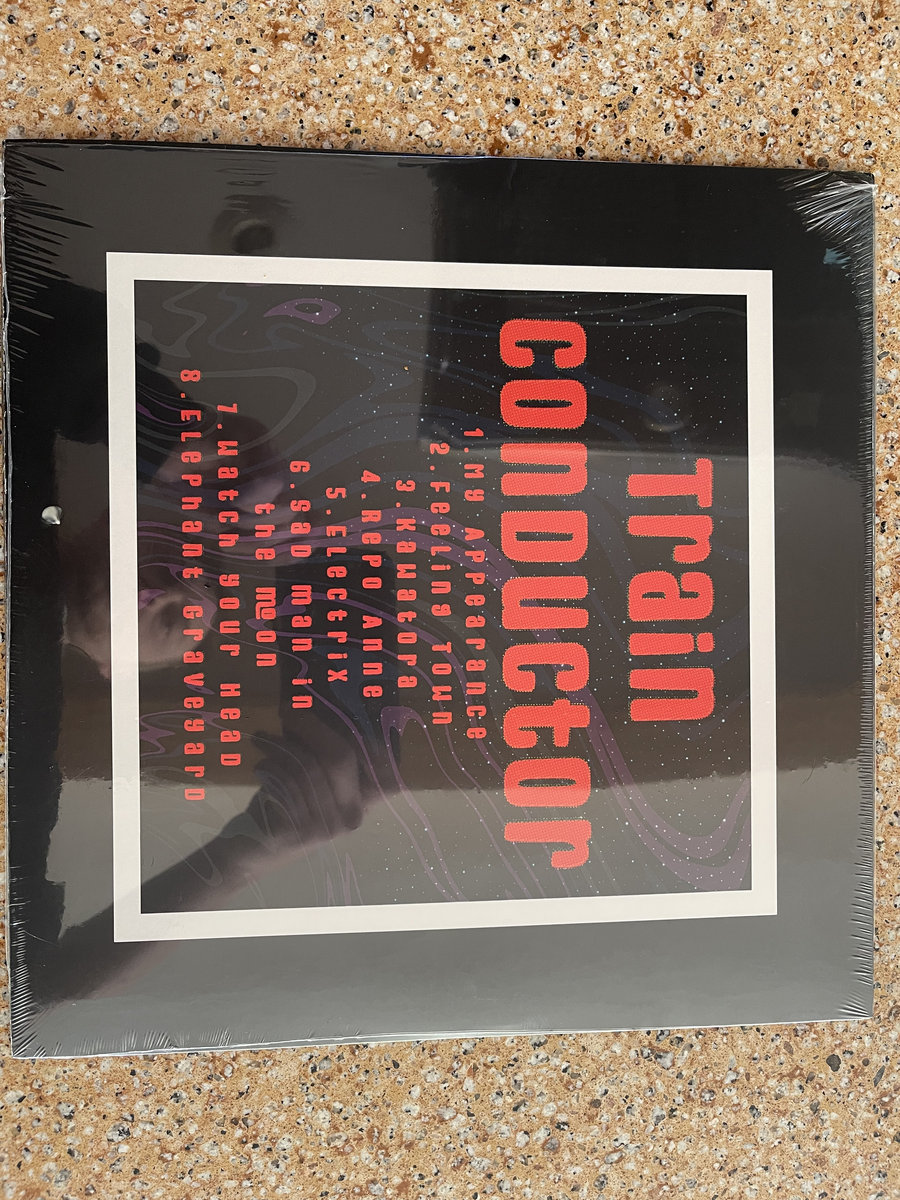 Train
conductor
1. My Appearance
2. Feeling Town
3. Kawatora
4. Repo Anne
5. Electrix
6. Sad man in
the moon
7. Watch your Head
8. Elephant Graveyard